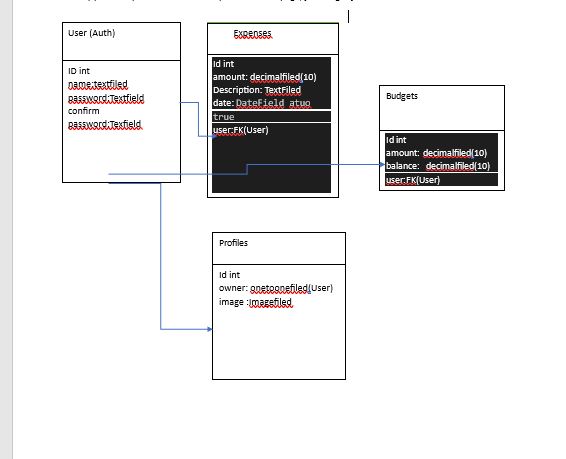 User (Auth)
ID int
name:textfiled
password:Textfield
confirm
password:Texfield
Expenses
Id int
amount: decimalfiled(10)
Description: TextFiled
date: DateField atuo
true
user:FK(User)
Budgets
Id int
amount: decimalfiled(10)
balance: decimalfiled(10)
user:FK(User)
Profiles
Id int
owner: onetoonefiled(User)
image :Imagefiled